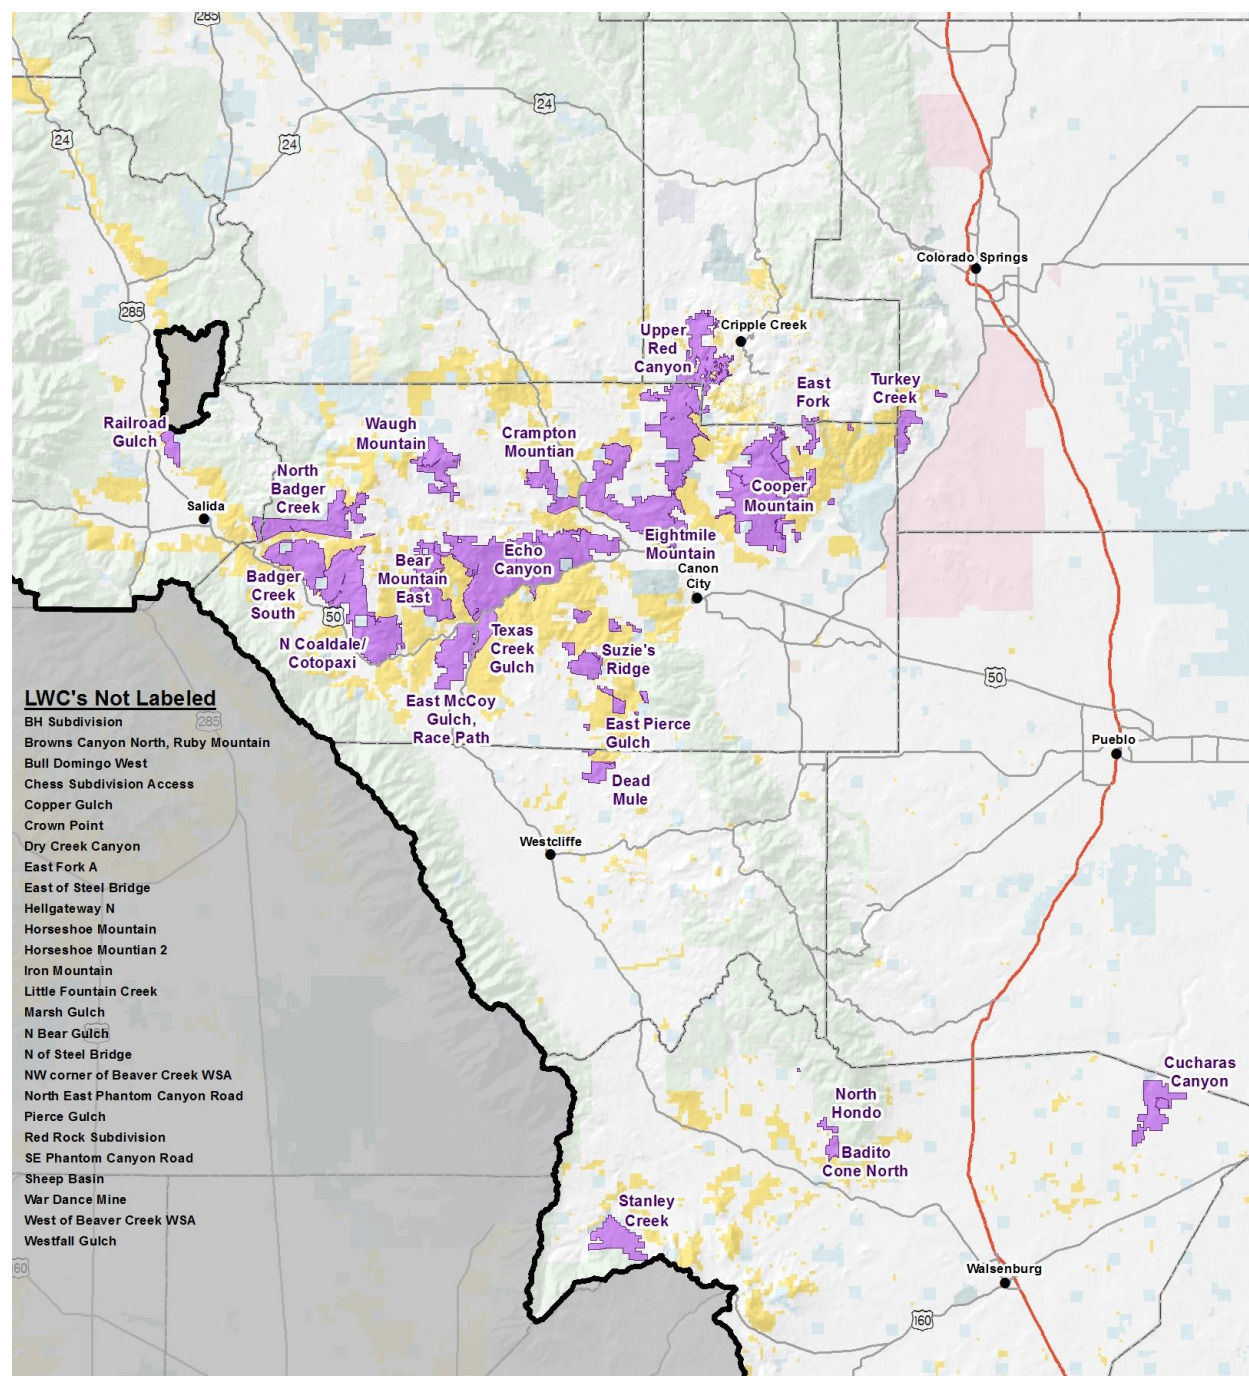 285
24
24
24
Colorado Springs
285
Cripple Creek
Upper
Red
Canyon
East
Fork
Turkey
Creek
Railroad
Gulch
Waugh
Mountain
Crampton
Mountian
North
Badger
Creek
Salida
Cooper
Mountain
Eightmile
Mountain
Canon
City
Echo
Canyon
Bear
Mountain
East
Badger
Creek
South
50
N Coaldale/
Cotopaxi
Texas
Creek
Gulch
Suzie's
Ridge
50
East McCoy
Gulch,
Race Path
East Pierce
Gulch
Pueblo
Dead
Mule
Westcliffe
LWC's Not Labeled
285
BH Subdivision
Browns Canyon North, Ruby Mountain
Bull Domingo West
Chess Subdivision Access
Copper Gulch
Crown Point
Dry Creek Canyon
East Fork A
East of Steel Bridge
Hellgateway N
Horseshoe Mountain
Horseshoe Mountian 2
Iron Mountain
Little Fountain Creek
Marsh Gulch
N Bear Gulch
N of Steel Bridge
NW corner of Beaver Creek WSA
North East Phantom Canyon Road
Pierce Gulch
Red Rock Subdivision
SE Phantom Canyon Road
Sheep Basin
War Dance Mine
West of Beaver Creek WSA
Westfall Gulch
Cucharas
Canyon
North
Hondo
Badito
Cone North
Stanley
Creek
Walsenburg
160